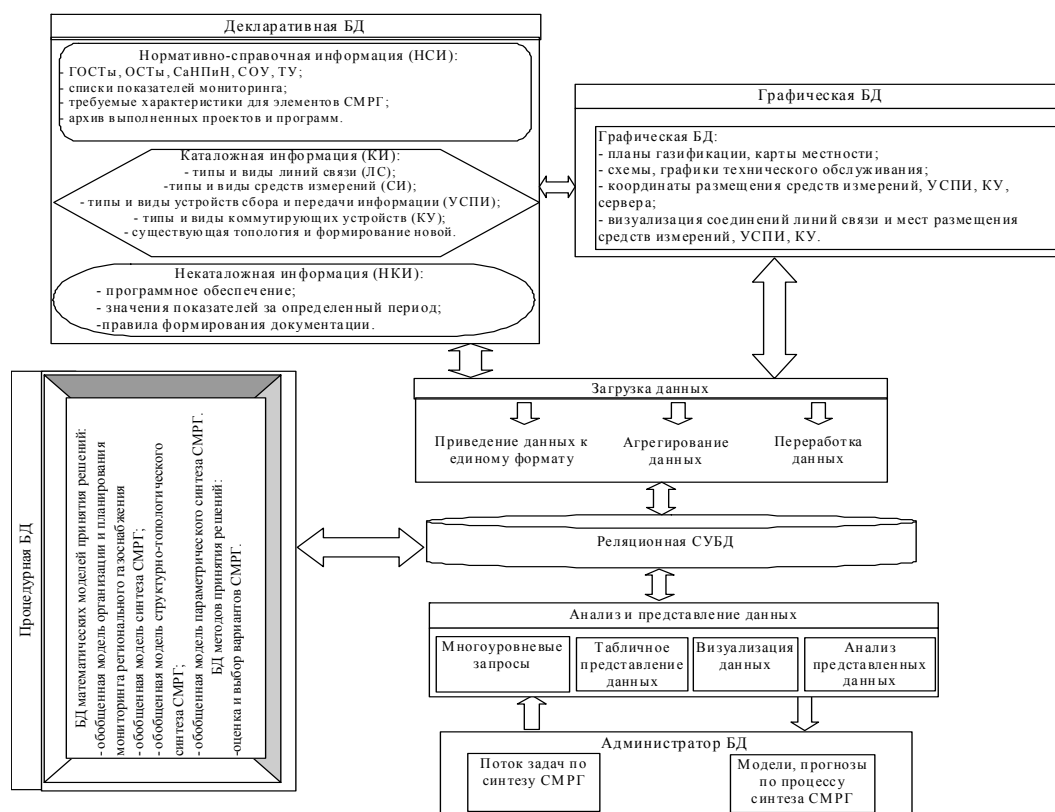 Декларативная БД
Нормативно-справочная информация (НСИ):
- ГОСТы, ОСТы, СаНПиН, СОУ, ТУ;
- списки показателей мониторинга;
- требуемые характеристики для элементов СМРГ;
- архив выполненных проектов и программ.
Каталожная информация (КИ):
- типы и виды линий связи (ЛС);
-типы и виды средств измерений (СИ);
- типы и виды устройств сбора и передачи информации (УСПИ);
- типы и виды коммутирующих устройств (КУ);
- существующая топология и формирование новой.
Некаталожная информация (НКИ):
- программное обеспечение;
- значения показателей за определенный период;
-правила формирования документации.
Графическая БД
Графическая БД:
- планы газификации, карты местности;
- схемы, графики технического обслуживания;
- координаты размещения средств измерений, УСПИ, КУ,
сервера;
- визуализация соединений линий связи и мест размещения
средств измерений, УСПИ, КУ.
Загрузка данных
Приведение данных к
единому формату
Агрегирование
данных
Переработка
данных
Процедурная БД
БД математических моделей принятия решений:
- обобщенная модель организации и планирования
мониторинга регионального газоснабжения
- обобщенная модель синтеза СМРГ;
- обобщенная модель структурно-топологического
синтеза СМРГ;
- обобщенная модель параметрического синтеза СМРГ.
БД методов принятия решений:
-оценка и выбор вариантов СМРГ.
Реляционная СУБД
Анализ и представление данных
Многоуровневые
запросы
Табличное
представление
данных
Визуализация
данных
Анализ
представленных
данных
Администратор БД
Поток задач по
синтезу СМРГ
Модели, прогнозы
по процессу
синтеза СМРГ